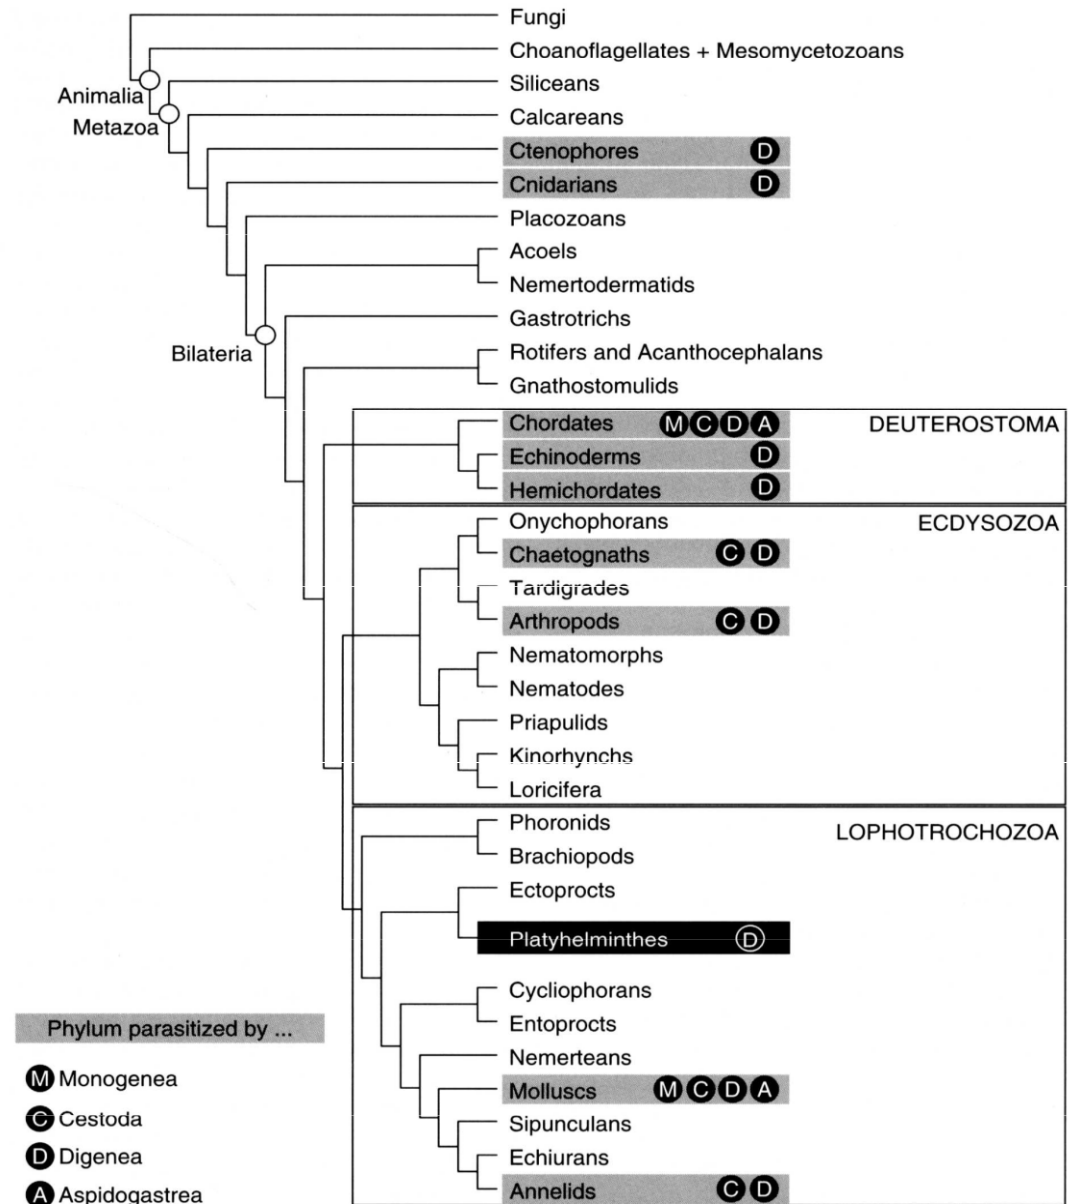 Fungi
Choanoflagellates + Mesomycetozoans
Siliceans
Animalia
Calcareans
Metazoa
Ctenophores D
Cnidarians D
Placozoans
Acoels
Nemertodermatids
Gastrotrichs
Bilateria
Rotifers and Acanthocephalans
Gnathostomulids
Chordates M C D A DEUTEROSTOMA
Echinoderms D
Hemichordates D
Onychophorans ECDYSOZOA
Chaetognaths C D
Tardigrades
Arthropods C D
Nematomorphs
Nematodes
Priapulids
Kinorhynchs
Loricifera
Phoronids LOPHOTROCHOZOA
Brachiopods
Ectoprocts
Platyhelminthes D
Cycliophorans
Entoprocts
Nemerteans
Molluscs M C D A
Sipunculans
Echiurans
Annelids C D
Phylum parasitized by ...
M Monogenea
C Cestoda
D Digenea
A Aspidogastrea